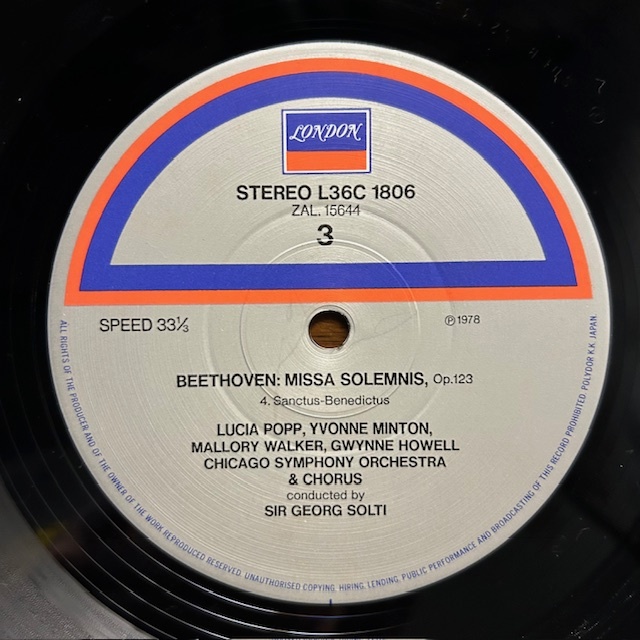 LONDON
STEREO L36C 1806
ZAL. 15644
3
SPEED 33⅓
Ⓟ1978
BEETHOVEN: MISSA SOLEMNIS, Op.123
4. Sanctus-Benedictus
LUCIA POPP, YVONNE MINTON,
MALLORY WALKER, GWYNNE HOWELL
CHICAGO SYMPHONY ORCHESTRA
& CHORUS
conducted by
SIR GEORG SOLTI
ALL RIGHTS OF THE PRODUCER AND OF THE OWNER OF THE WORK REPRODUCED RESERVED. UNAUTHORISED COPYING, HIRING, LENDING, PUBLIC PERFORMANCE AND BROADCASTING OF THIS RECORD PROHIBITED. POLYDOR K.K. JAPAN.